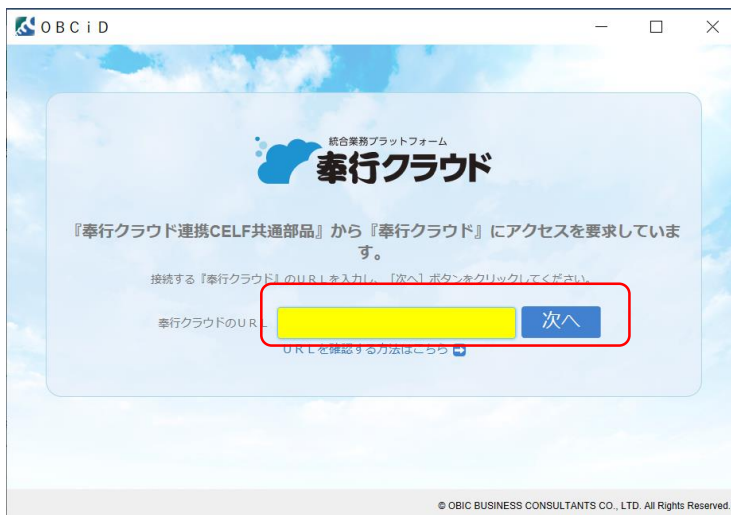 OBCiD
統合業務プラットフォーム
奉行クラウド
『奉行クラウド連携CELF共通部品』から『奉行クラウド』にアクセスを要求していま
す。
接続する『奉行クラウド』のURLを入力し、[次へ] ボタンをクリックしてください。
奉行クラウドのURL 次へ
URLを確認する方法はこちら
© OBIC BUSINESS CONSULTANTS CO., LTD. All Rights Reserved.